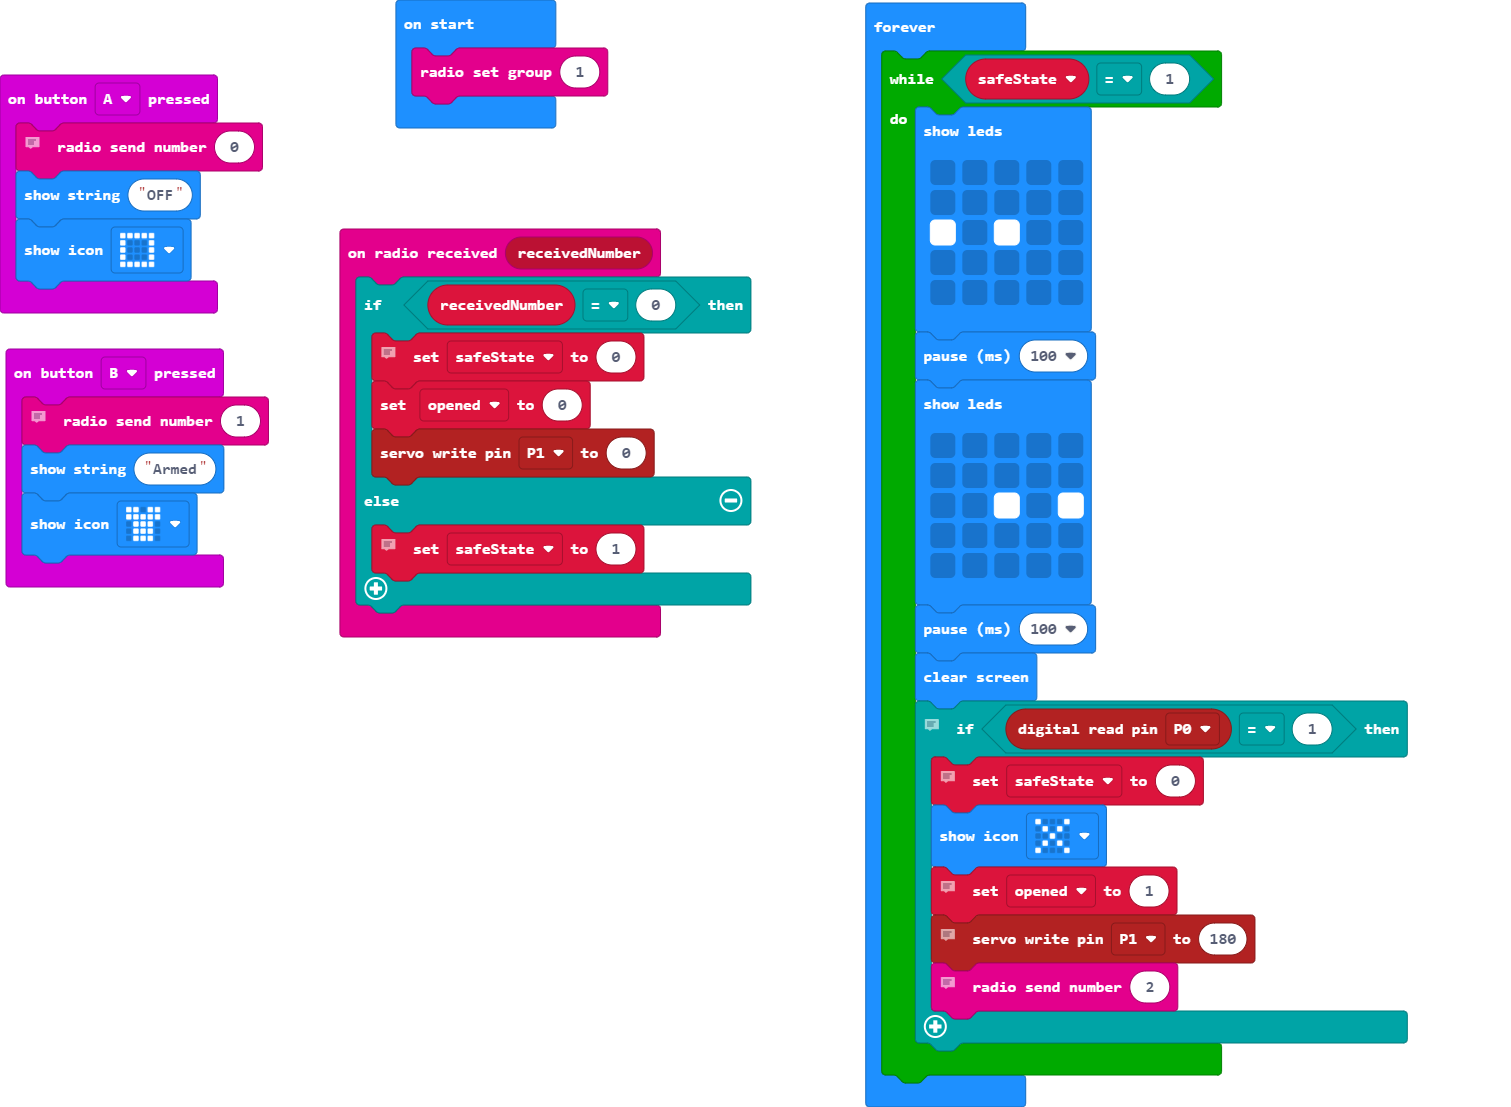 on start
radio set group 1
on button A pressed
radio send number 0
show string "OFF"
show icon
on button B pressed
radio send number 1
show string "Armed"
show icon
on radio received receivedNumber
if receivedNumber = 0 then
set safeState to 0
set opened to 0
servo write pin P1 to 0
else
set safeState to 1
forever
while safeState = 1
do
show leds
pause (ms) 100
show leds
pause (ms) 100
clear screen
if digital read pin P0 = 1 then
set safeState to 0
show icon
set opened to 1
servo write pin P1 to 180
radio send number 2